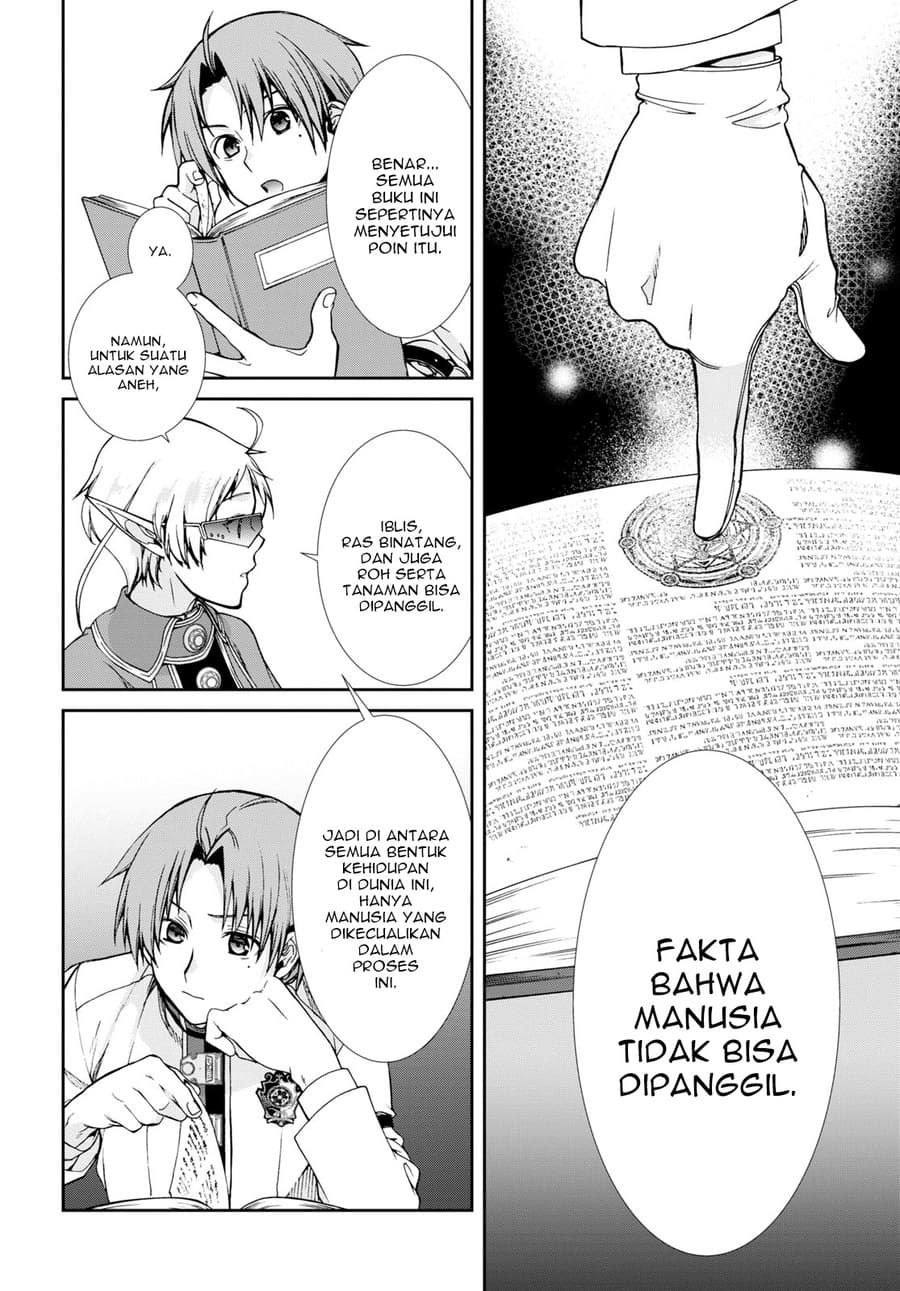 FAKTA
BAHWA
MANUSIA
TIDAK BISA
DIPANGGIL.
BENAR...
SEMUA
BUKU INI
SEPERTINYA
MENYETUJUI
POIN ITU.
YA.
NAMUN,
UNTUK SUATU
ALASAN YANG
ANEH,
IBLIS,
RAS BINATANG,
DAN JUGA
ROH SERTA
TANAMAN BISA
DIPANGGIL.
JADI DI ANTARA
SEMUA BENTUK
KEHIDUPAN
DI DUNIA INI,
HANYA
MANUSIA YANG
DIKECUALIKAN
DALAM
PROSES
INI.